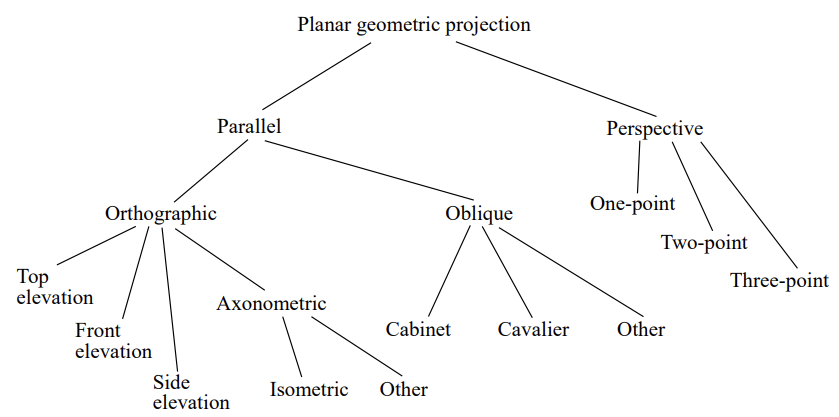 Planar geometric projection
Parallel
Perspective
Orthographic
Oblique
One-point
Two-point
Three-point
Top
elevation
Front
elevation
Side
elevation
Axonometric
Isometric
Other
Cabinet
Cavalier
Other